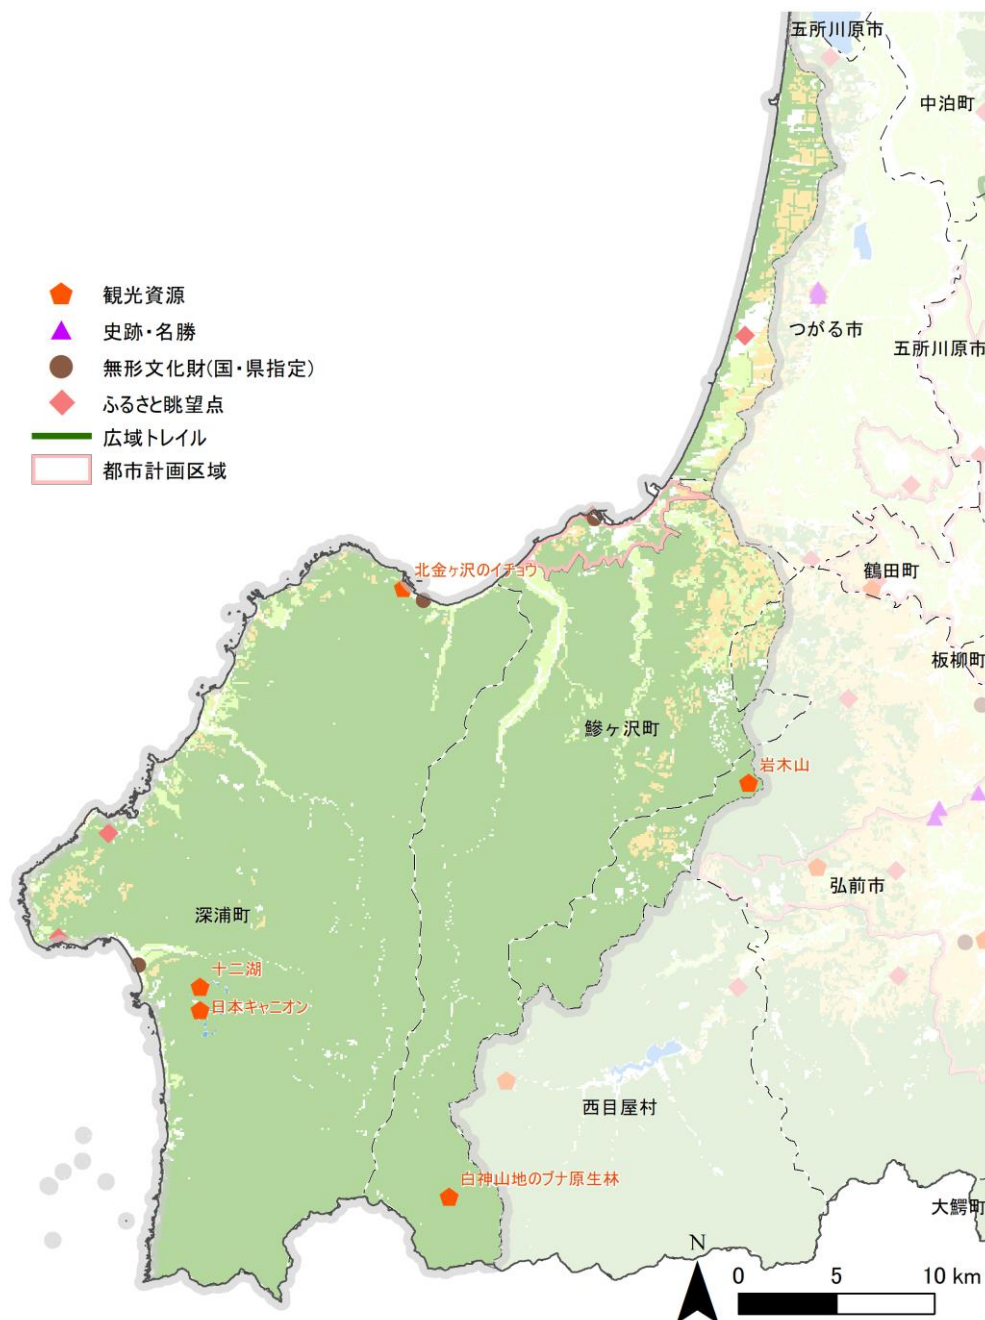 五所川原市
中泊町
観光資源
史跡・名勝
無形文化財(国・県指定)
ふるさと眺望点
広域トレイル
都市計画区域
つがる市
五所川原市
北金ヶ沢のイチョウ
鶴田町
板柳町
鰺ヶ沢町
岩木山
弘前市
深浦町
十二湖
日本キャニオン
西目屋村
白神山地のブナ原生林
大鰐町
N
0 5 10 km